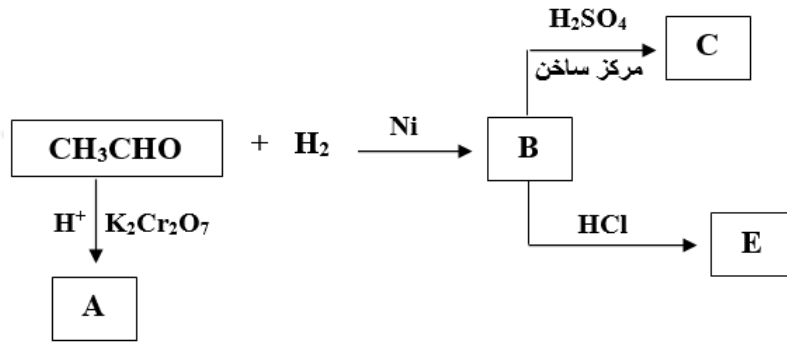 H₂SO₄
مركز ساخن
C
CH₃CHO + H₂ Ni B
HCl
E
H⁺ K₂Cr₂O₇
A